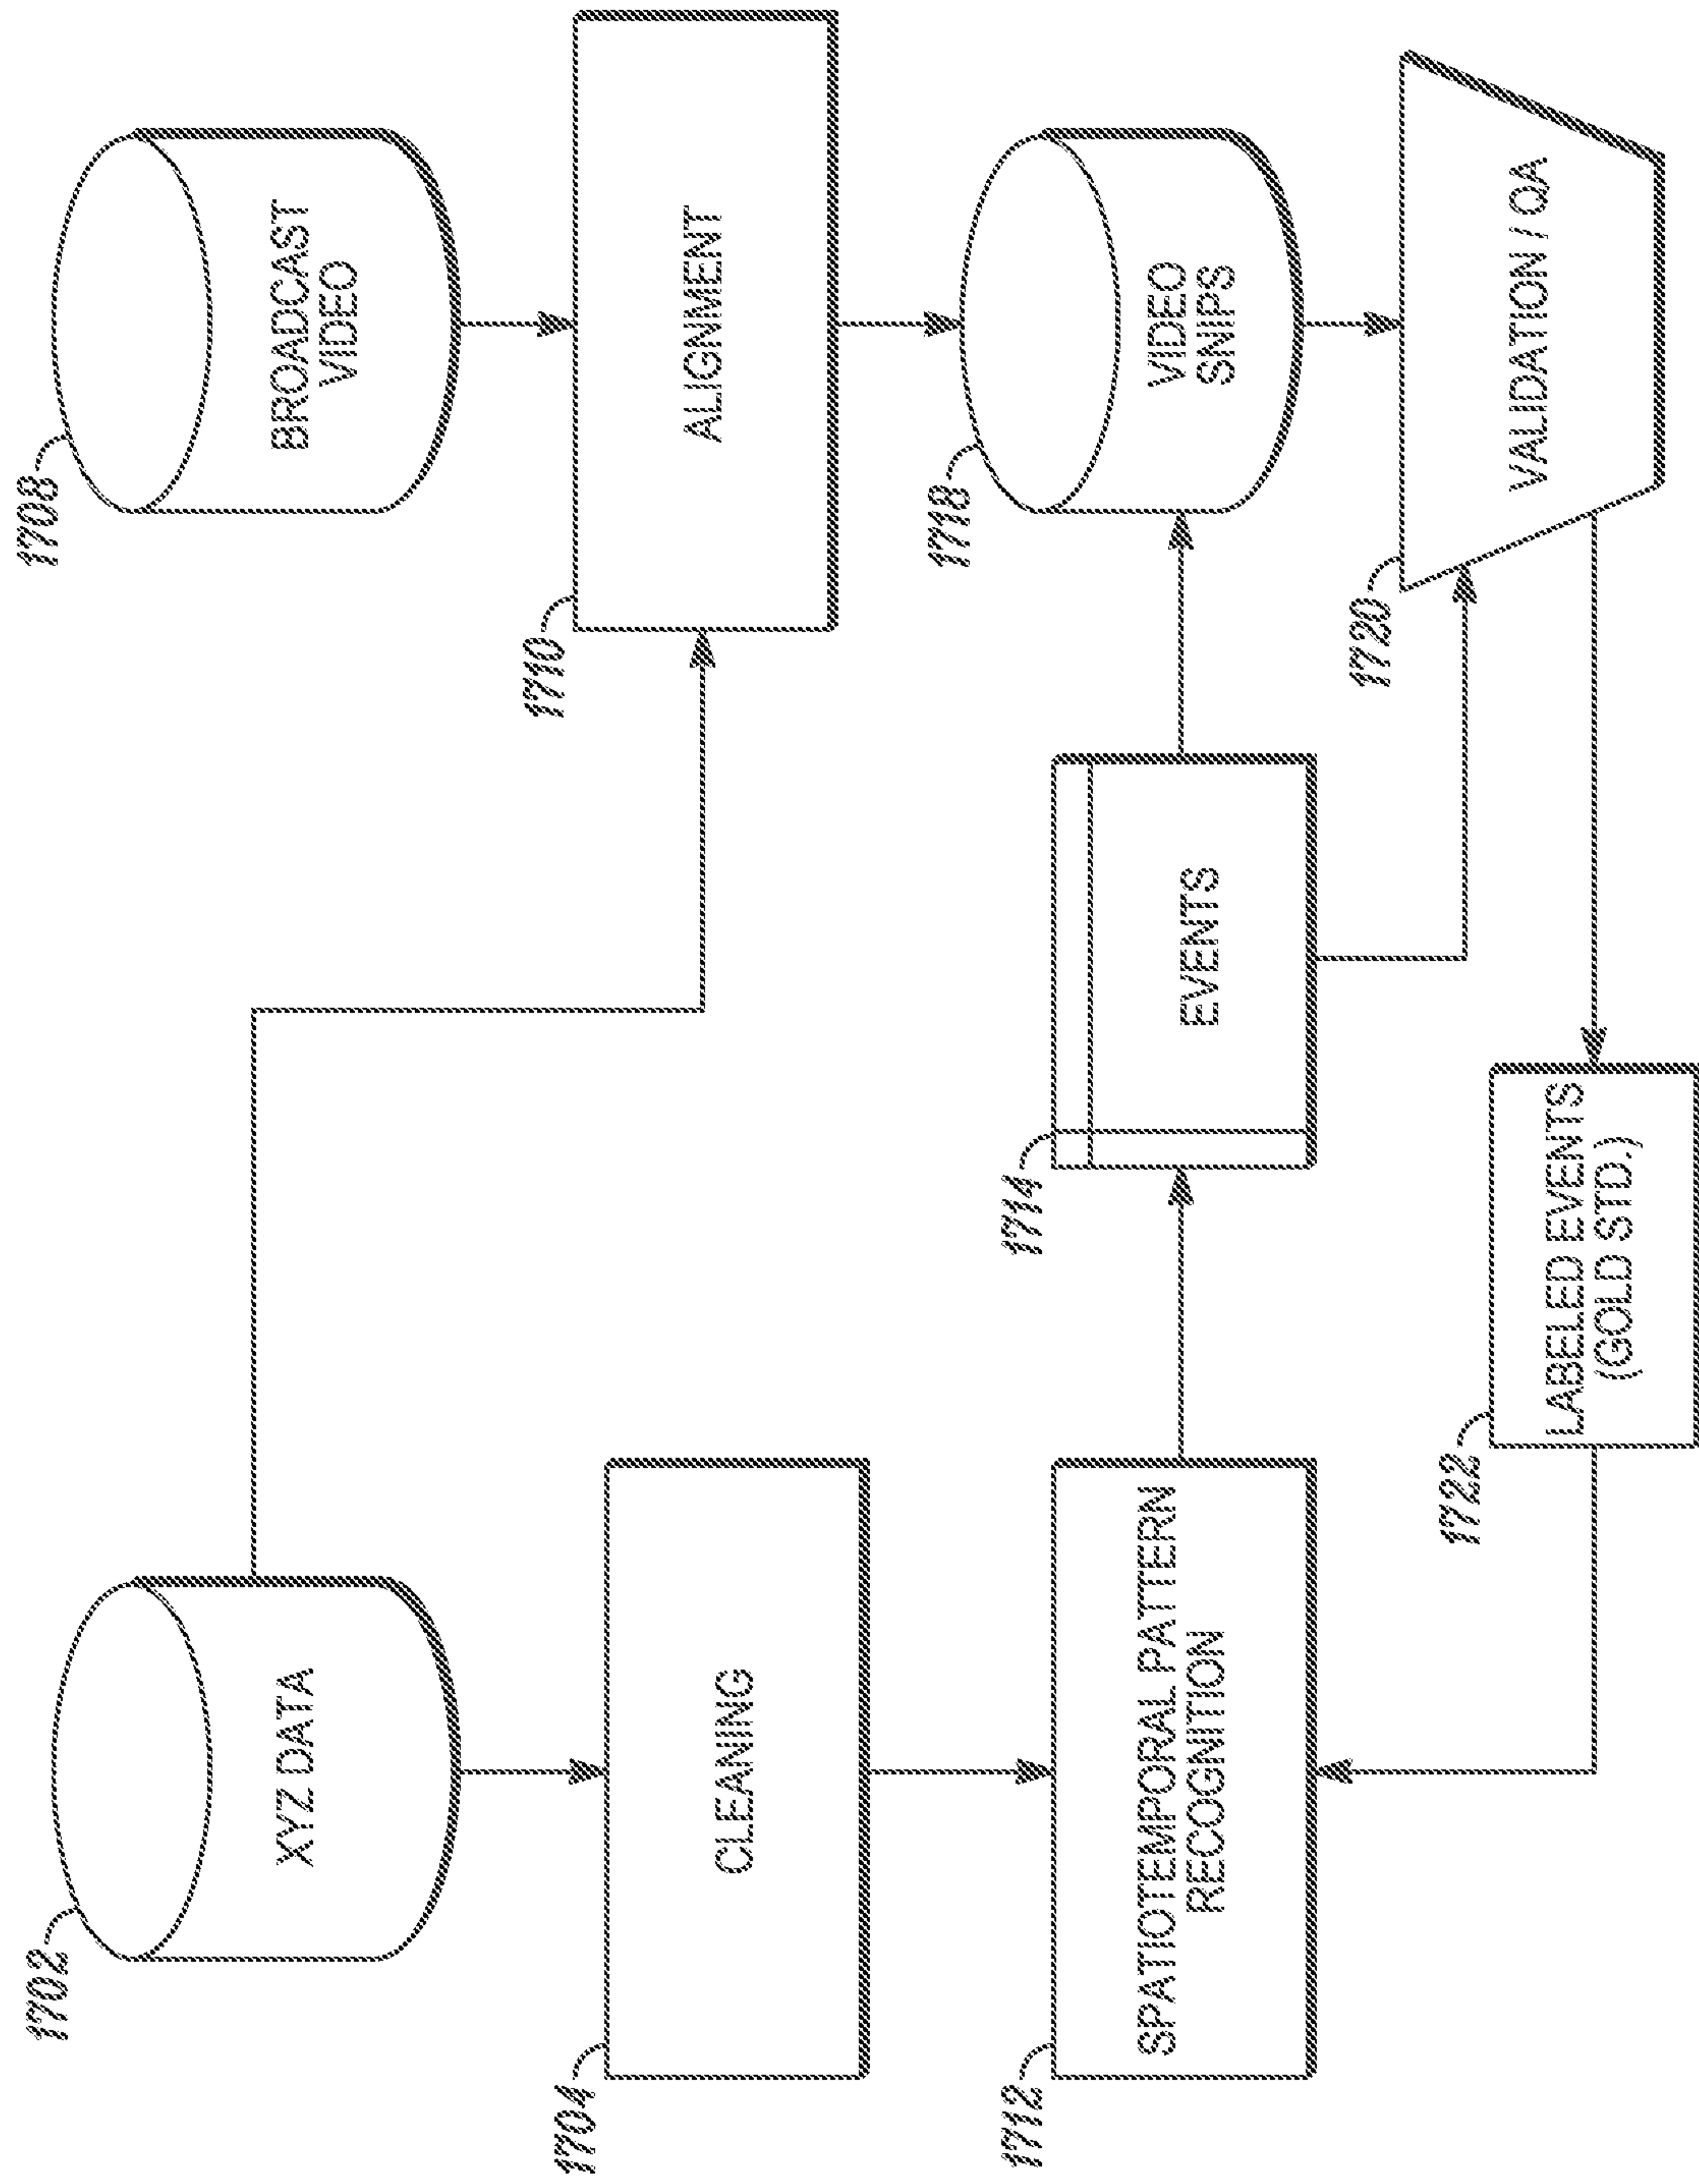 1702
XYZ DATA
1708
BROADCAST
VIDEO
1704
CLEANING
1710
ALIGNMENT
1712
SPATIOTEMPORAL PATTERN
RECOGNITION
1714
EVENTS
1718
VIDEO
SNIPS
1722
LABELED EVENTS
(GOLD STD.)
1720
VALIDATION / QA